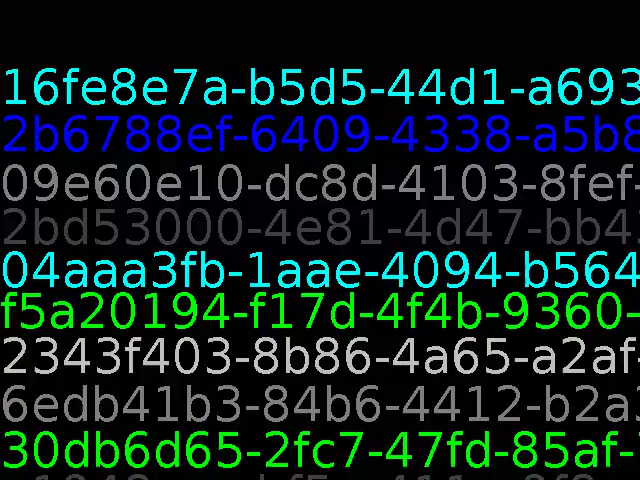 16fe8e7a-b5d5-44d1-a693
2b6788ef-6409-4338-a5b8
09e60e10-dc8d-4103-8fef-
2bd53000-4e81-4d47-bb4
04aaa3fb-1aae-4094-b564
f5a20194-f17d-4f4b-9360-
2343f403-8b86-4a65-a2af-
6edb41b3-84b6-4412-b2a
30db6d65-2fc7-47fd-85af-